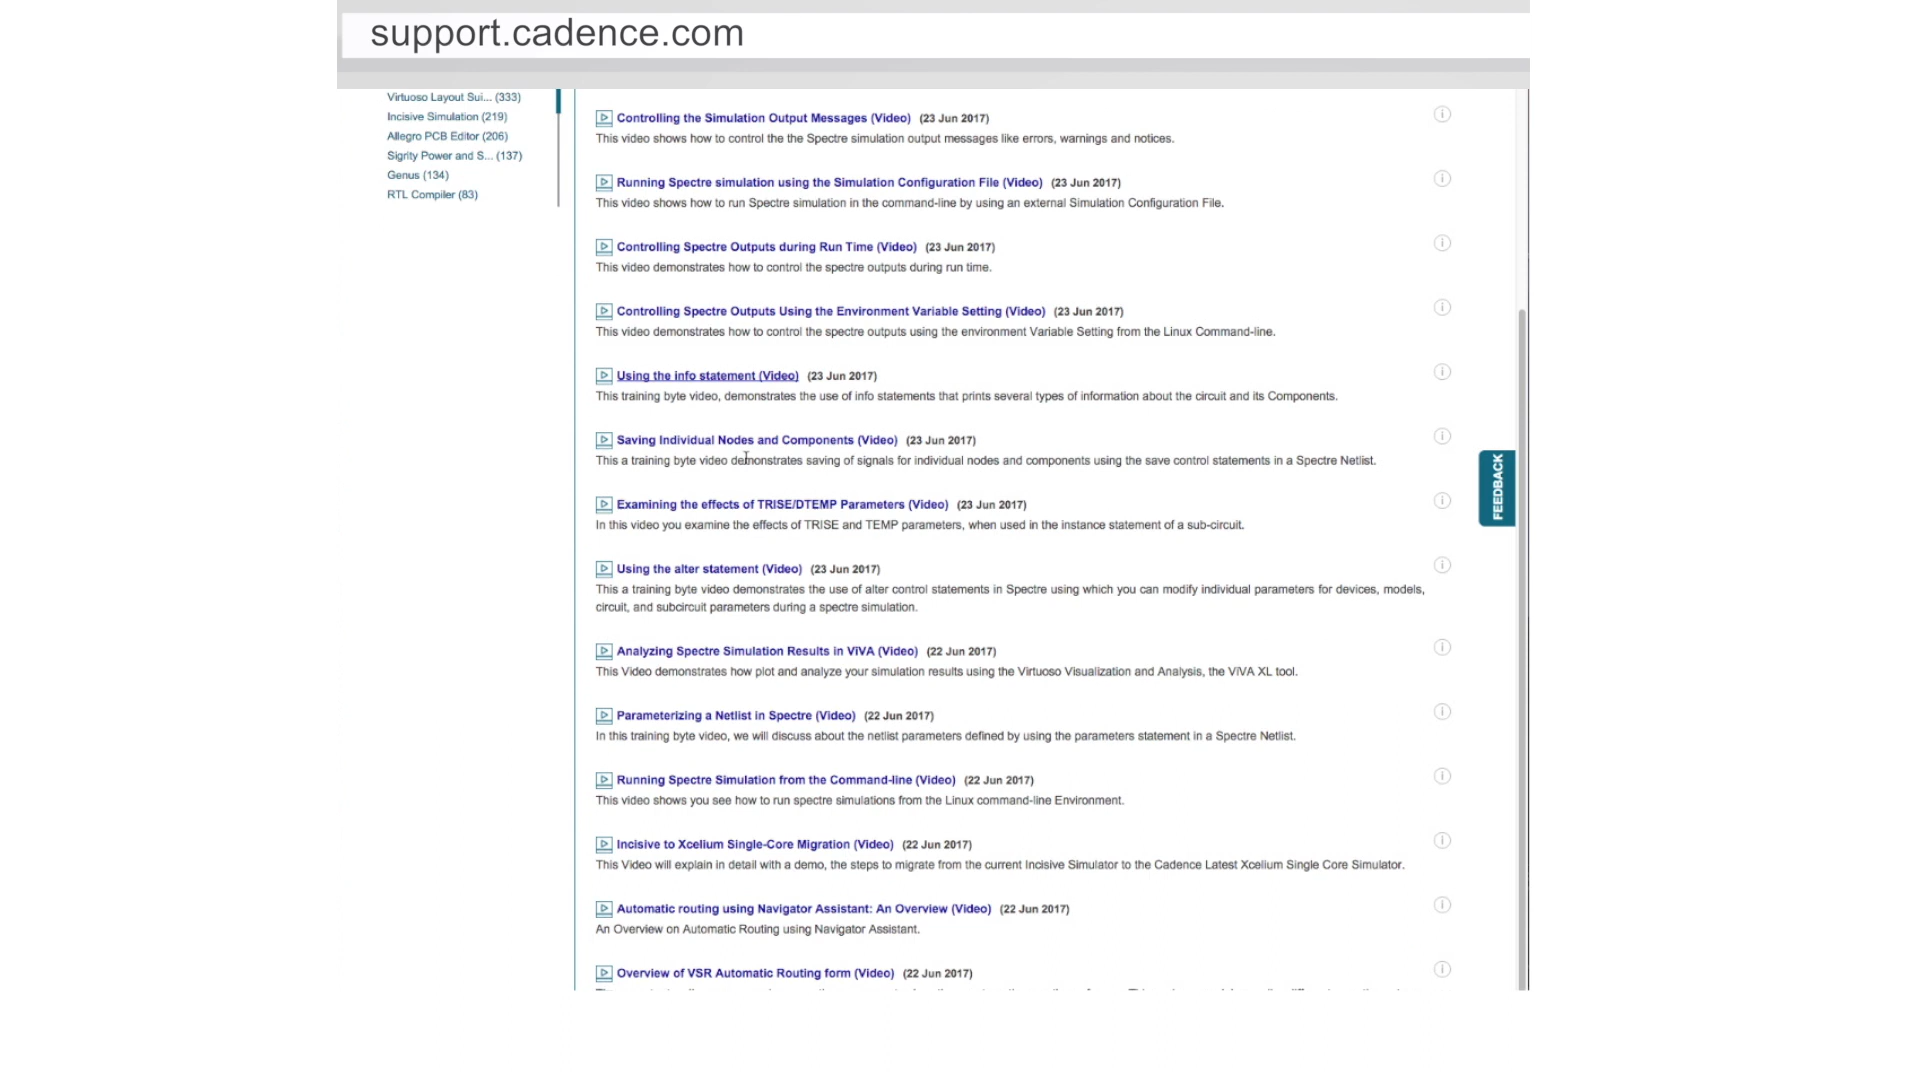 support.cadence.com
Virtuoso Layout Sui... (333)
Incisive Simulation (219)
Allegro PCB Editor (206)
Sigrity Power and S... (137)
Genus (134)
RTL Compiler (83)
Controlling the Simulation Output Messages (Video) (23 Jun 2017)
This video shows how to control the the Spectre simulation output messages like errors, warnings and notices.
Running Spectre simulation using the Simulation Configuration File (Video) (23 Jun 2017)
This video shows how to run Spectre simulation in the command-line by using an external Simulation Configuration File.
Controlling Spectre Outputs during Run Time (Video) (23 Jun 2017)
This video demonstrates how to control the spectre outputs during run time.
Controlling Spectre Outputs Using the Environment Variable Setting (Video) (23 Jun 2017)
This video demonstrates how to control the spectre outputs using the environment Variable Setting from the Linux Command-line.
Using the info statement (Video) (23 Jun 2017)
This training byte video, demonstrates the use of info statements that prints several types of information about the circuit and its Components.
Saving Individual Nodes and Components (Video) (23 Jun 2017)
This a training byte video demonstrates saving of signals for individual nodes and components using the save control statements in a Spectre Netlist.
Examining the effects of TRISE/DTEMP Parameters (Video) (23 Jun 2017)
In this video you examine the effects of TRISE and TEMP parameters, when used in the instance statement of a sub-circuit.
Using the alter statement (Video) (23 Jun 2017)
This a training byte video demonstrates the use of alter control statements in Spectre using which you can modify individual parameters for devices, models,
circuit, and subcircuit parameters during a spectre simulation.
Analyzing Spectre Simulation Results in ViVA (Video) (22 Jun 2017)
This Video demonstrates how plot and analyze your simulation results using the Virtuoso Visualization and Analysis, the ViVA XL tool.
Parameterizing a Netlist in Spectre (Video) (22 Jun 2017)
In this training byte video, we will discuss about the netlist parameters defined by using the parameters statement in a Spectre Netlist.
Running Spectre Simulation from the Command-line (Video) (22 Jun 2017)
This video shows you see how to run spectre simulations from the Linux command-line Environment.
Incisive to Xcelium Single-Core Migration (Video) (22 Jun 2017)
This Video will explain in detail with a demo, the steps to migrate from the current Incisive Simulator to the Cadence Latest Xcelium Single Core Simulator.
Automatic routing using Navigator Assistant: An Overview (Video) (22 Jun 2017)
An Overview on Automatic Routing using Navigator Assistant.
Overview of VSR Automatic Routing form (Video) (22 Jun 2017)
FEEDBACK